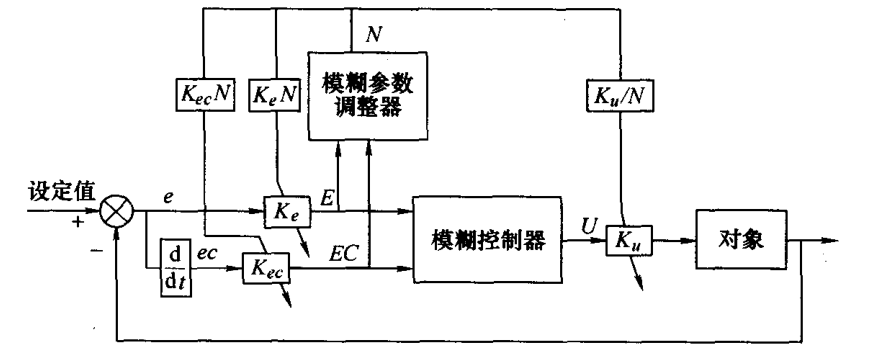 N
模糊参数
调整器
K_{ec}N
K_eN
K_u/N
设定值
+
−
e
K_e
E
d
dt
ec
K_{ec}
EC
模糊控制器
U
K_u
对象